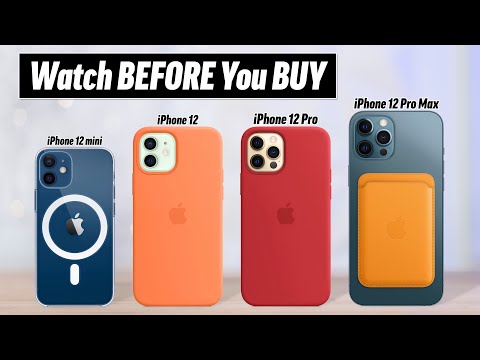 Watch BEFORE You BUY
iPhone 12 mini
iPhone 12
iPhone 12 Pro
iPhone 12 Pro Max